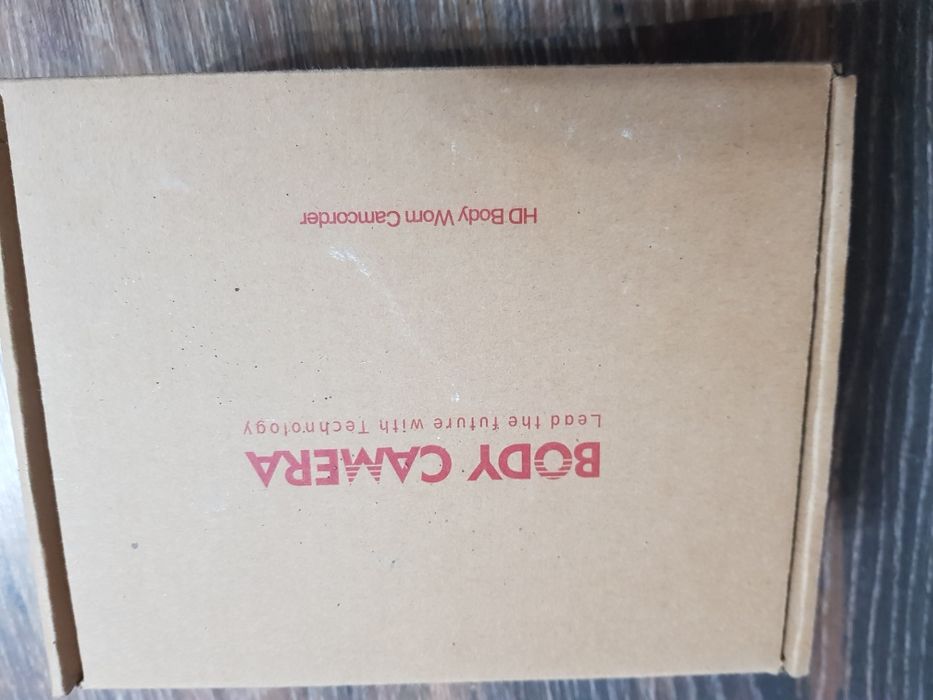 BODY CAMERA
Lead the future with Technology
HD Body Worn Camcorder